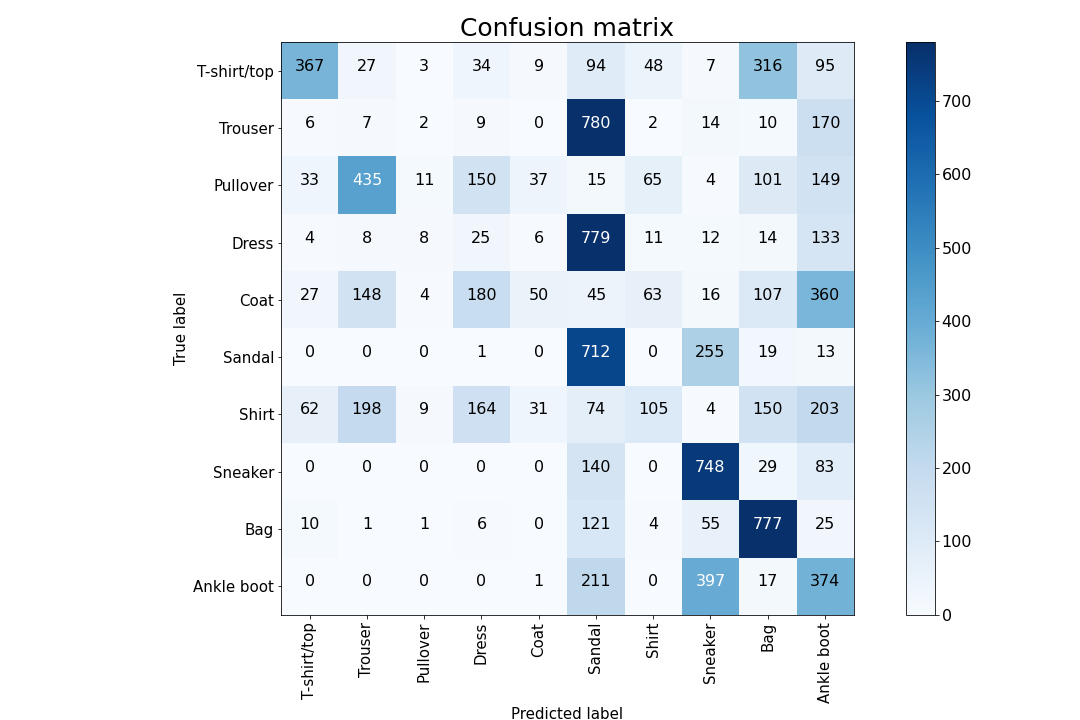 Confusion matrix
T-shirt/top 367 27 3 34 9 94 48 7 316 95
Trouser 6 7 2 9 0 780 2 14 10 170
Pullover 33 435 11 150 37 15 65 4 101 149
Dress 4 8 8 25 6 779 11 12 14 133
Coat 27 148 4 180 50 45 63 16 107 360
Sandal 0 0 0 1 0 712 0 255 19 13
Shirt 62 198 9 164 31 74 105 4 150 203
Sneaker 0 0 0 0 0 140 0 748 29 83
Bag 10 1 1 6 0 121 4 55 777 25
Ankle boot 0 0 0 0 1 211 0 397 17 374
True label
T-shirt/top Trouser Pullover Dress Coat Sandal Shirt Sneaker Bag Ankle boot
Predicted label
700
600
500
400
300
200
100
0